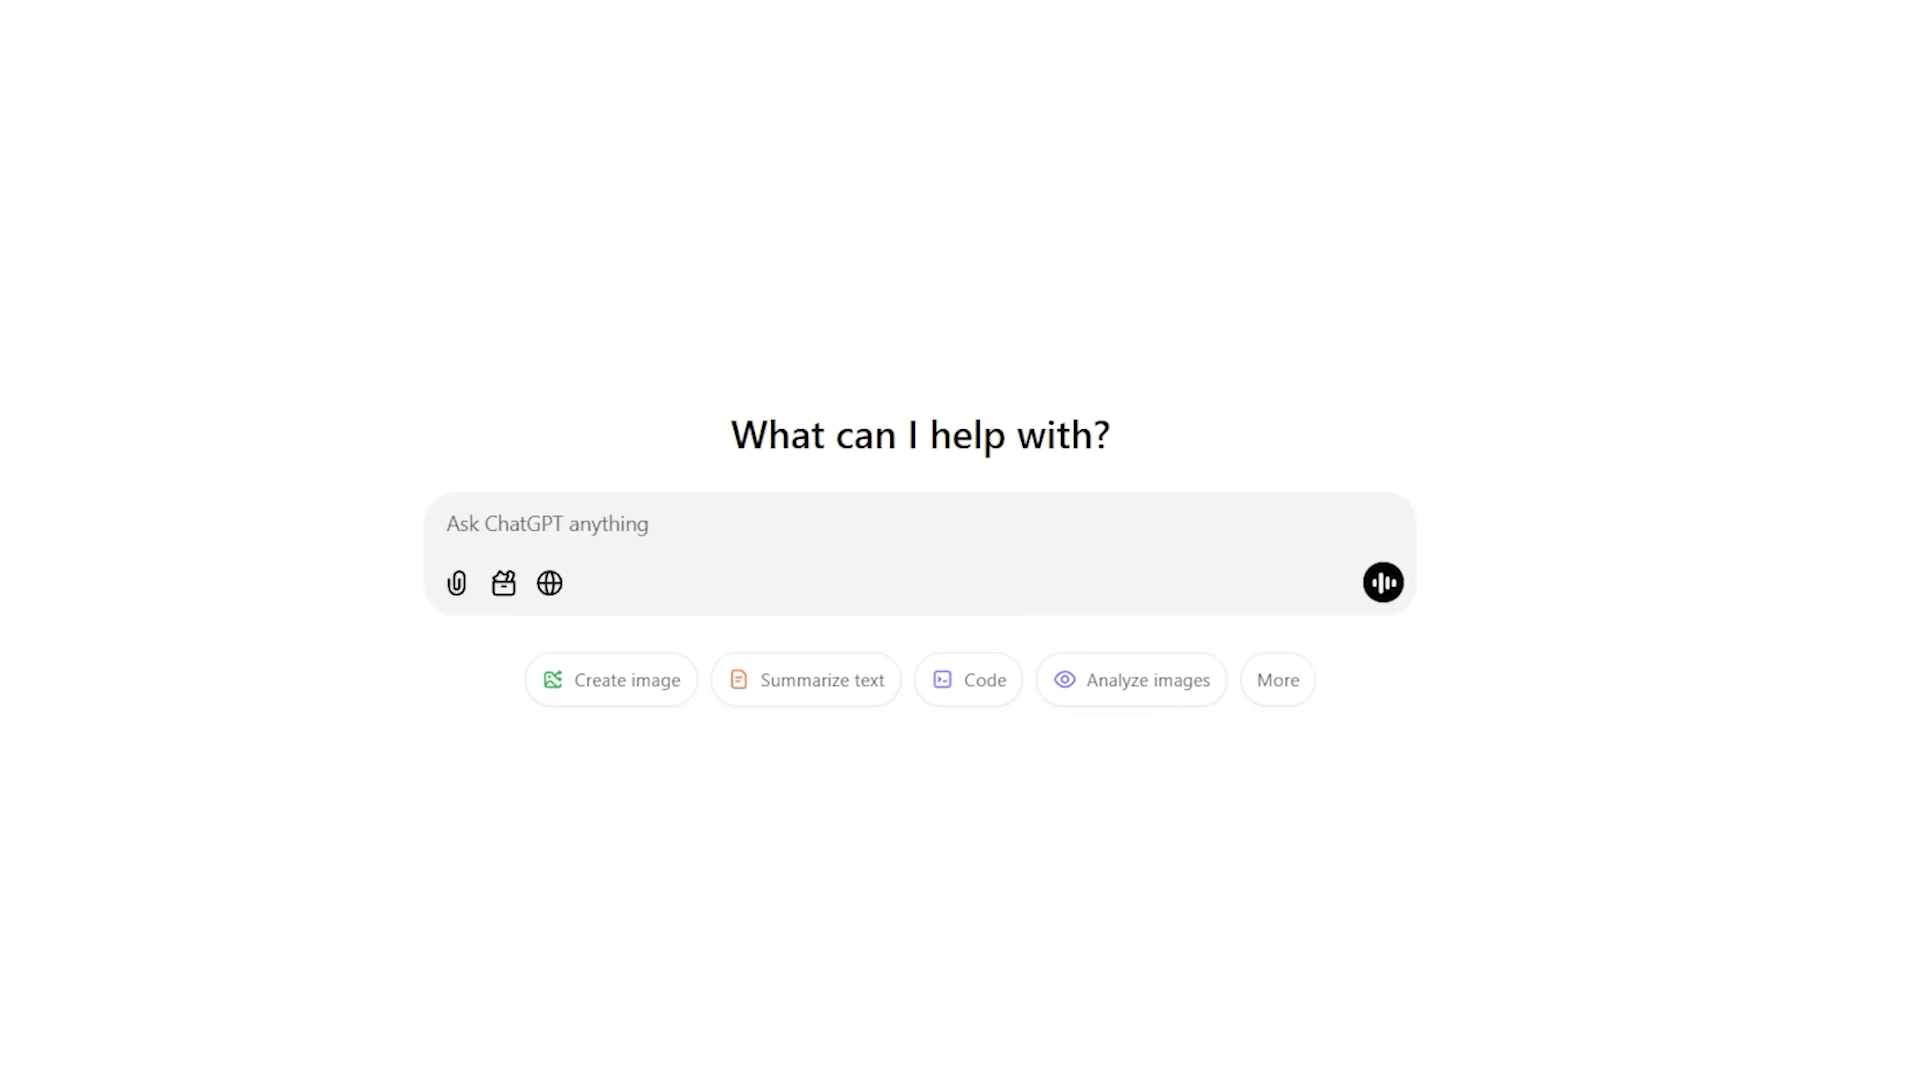 What can I help with?
Ask ChatGPT anything
Create image
Summarize text
Code
Analyze images
More